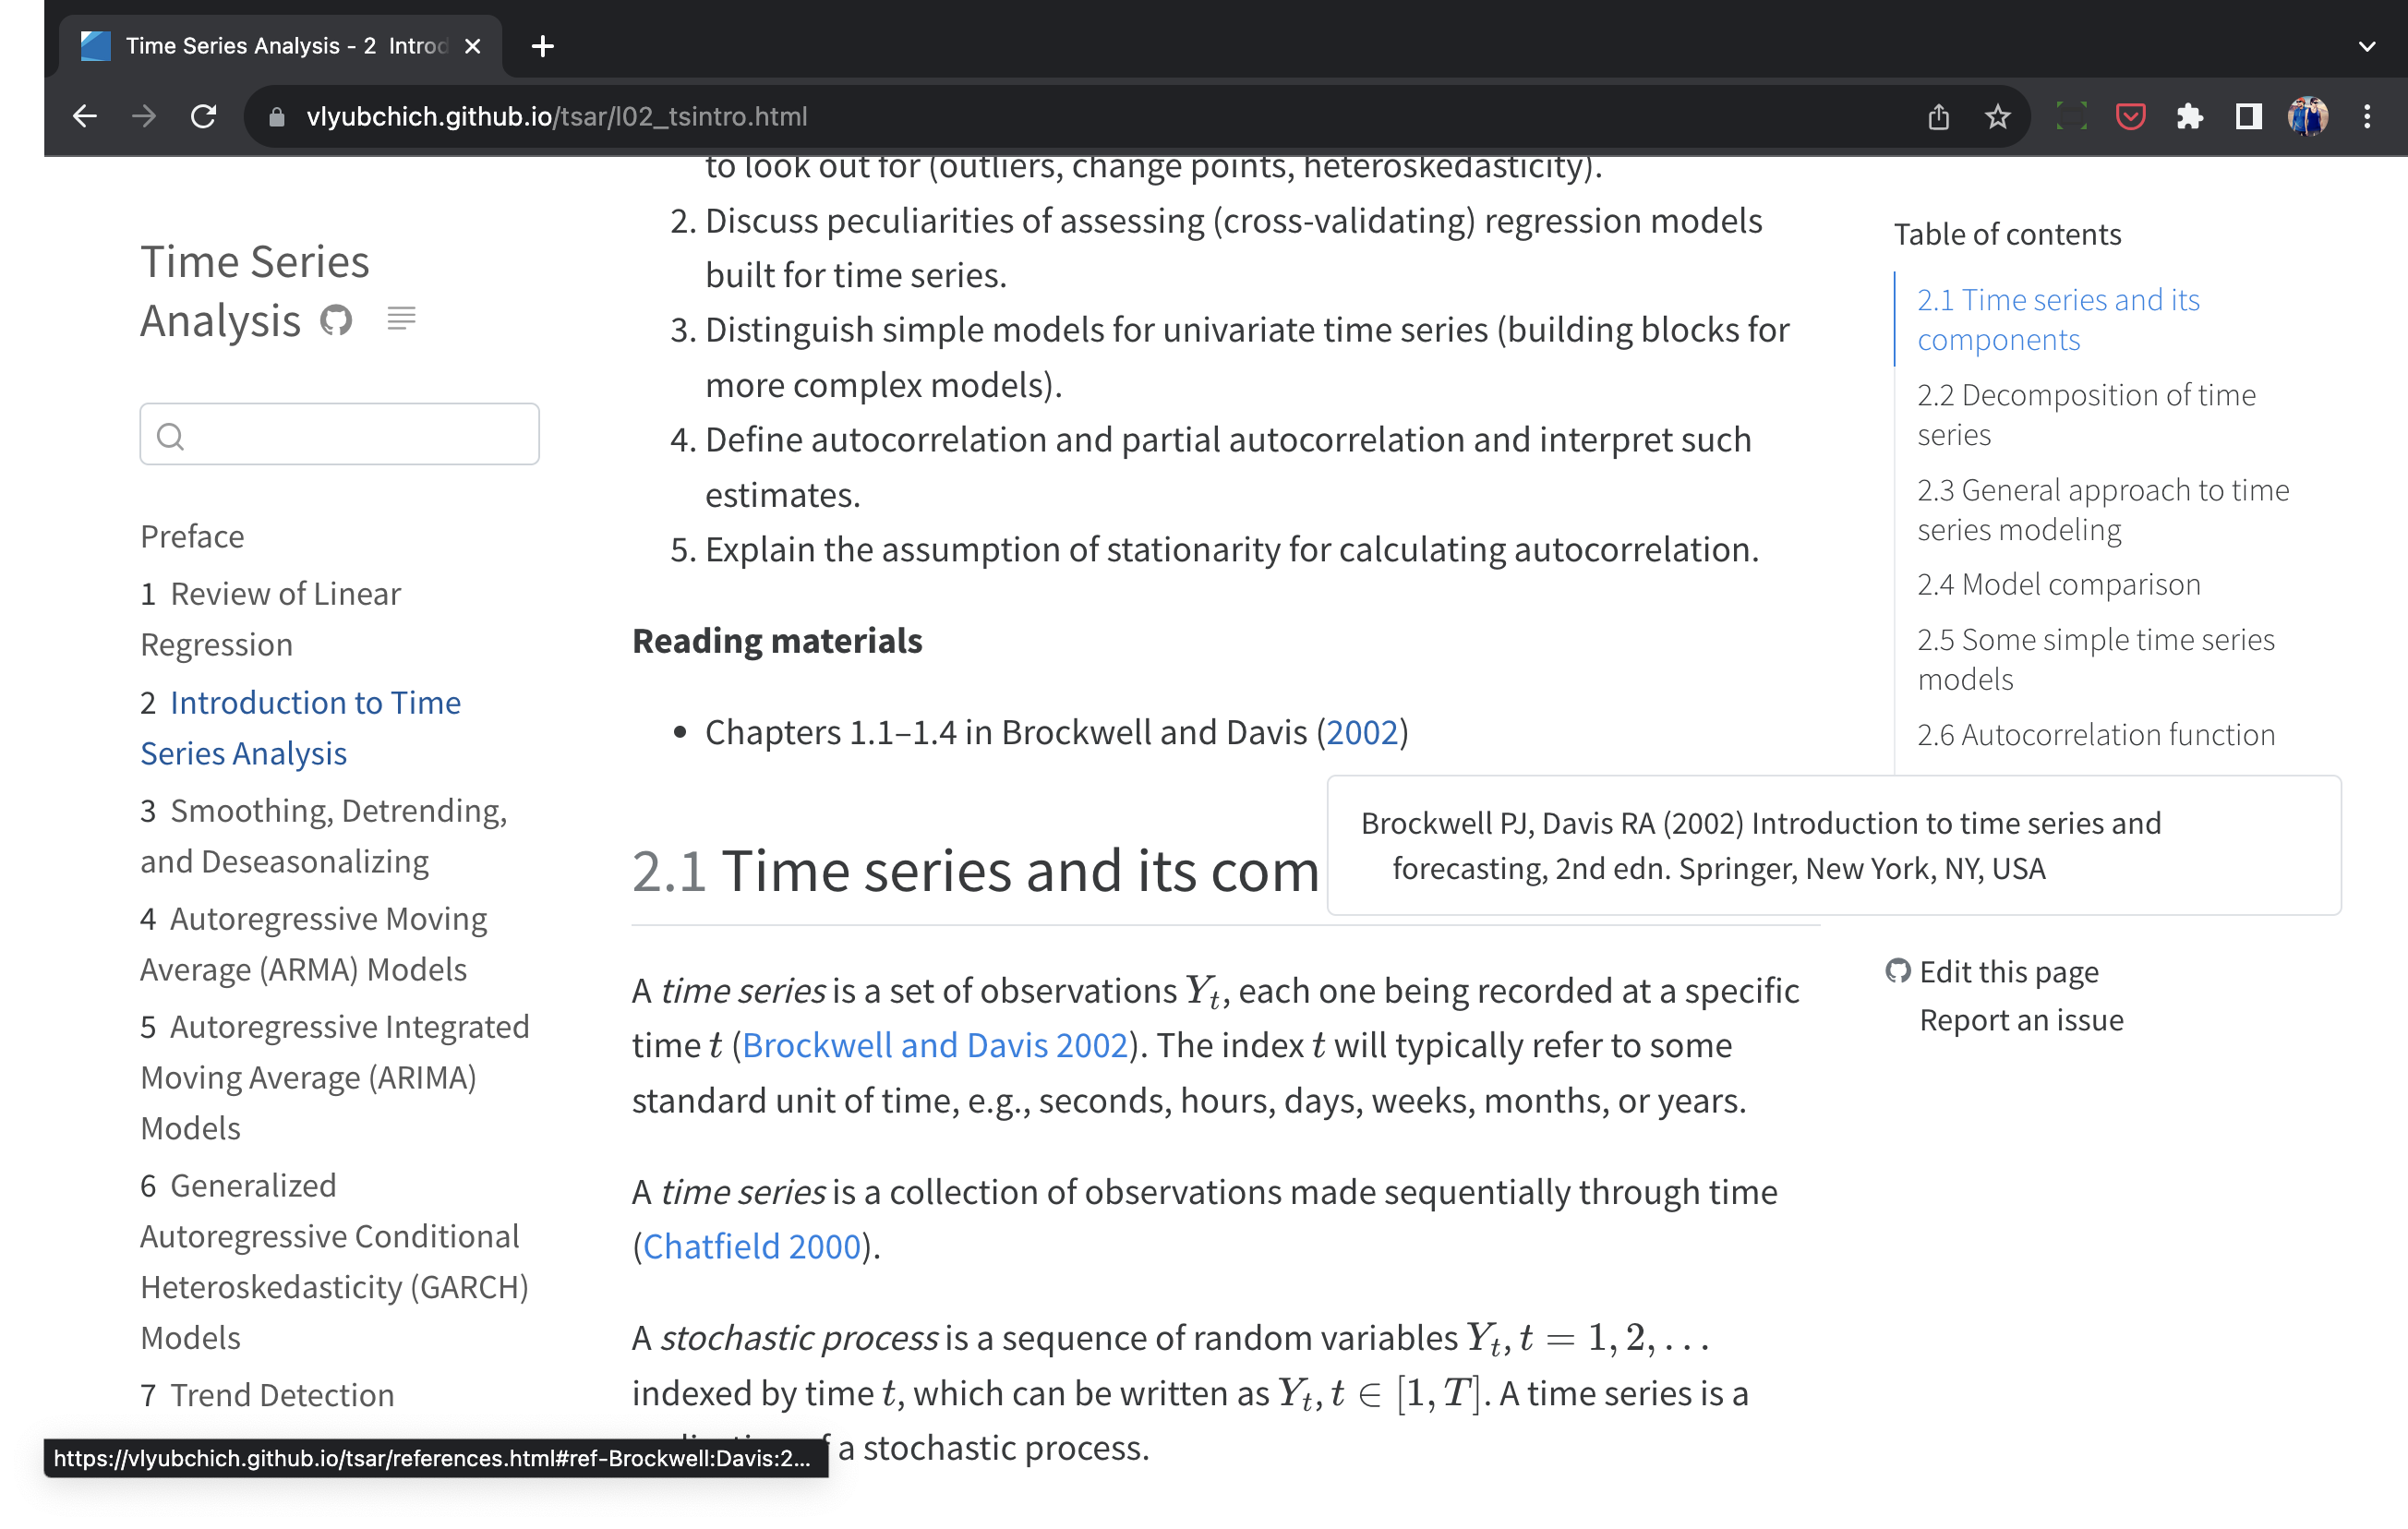 Time Series Analysis - 2 Introd
vlyubchich.github.io/tsar/l02_tsintro.html
Time Series
Analysis
Preface
1 Review of Linear
Regression
2 Introduction to Time
Series Analysis
3 Smoothing, Detrending,
and Deseasonalizing
4 Autoregressive Moving
Average (ARMA) Models
5 Autoregressive Integrated
Moving Average (ARIMA)
Models
6 Generalized
Autoregressive Conditional
Heteroskedasticity (GARCH)
Models
7 Trend Detection
to look out for (outliers, change points, heteroskedasticity).
2. Discuss peculiarities of assessing (cross-validating) regression models
built for time series.
3. Distinguish simple models for univariate time series (building blocks for
more complex models).
4. Define autocorrelation and partial autocorrelation and interpret such
estimates.
5. Explain the assumption of stationarity for calculating autocorrelation.
Reading materials
• Chapters 1.1–1.4 in Brockwell and Davis (2002)
Brockwell PJ, Davis RA (2002) Introduction to time series and
forecasting, 2nd edn. Springer, New York, NY, USA
2.1 Time series and its com
A time series is a set of observations Y_t, each one being recorded at a specific
time t (Brockwell and Davis 2002). The index t will typically refer to some
standard unit of time, e.g., seconds, hours, days, weeks, months, or years.
A time series is a collection of observations made sequentially through time
(Chatfield 2000).
A stochastic process is a sequence of random variables Y_t, t = 1, 2, …
indexed by time t, which can be written as Y_t, t ∈ [1, T]. A time series is a
a stochastic process.
Table of contents
2.1 Time series and its
components
2.2 Decomposition of time
series
2.3 General approach to time
series modeling
2.4 Model comparison
2.5 Some simple time series
models
2.6 Autocorrelation function
Edit this page
Report an issue
https://vlyubchich.github.io/tsar/references.html#ref-Brockwell:Davis:2...